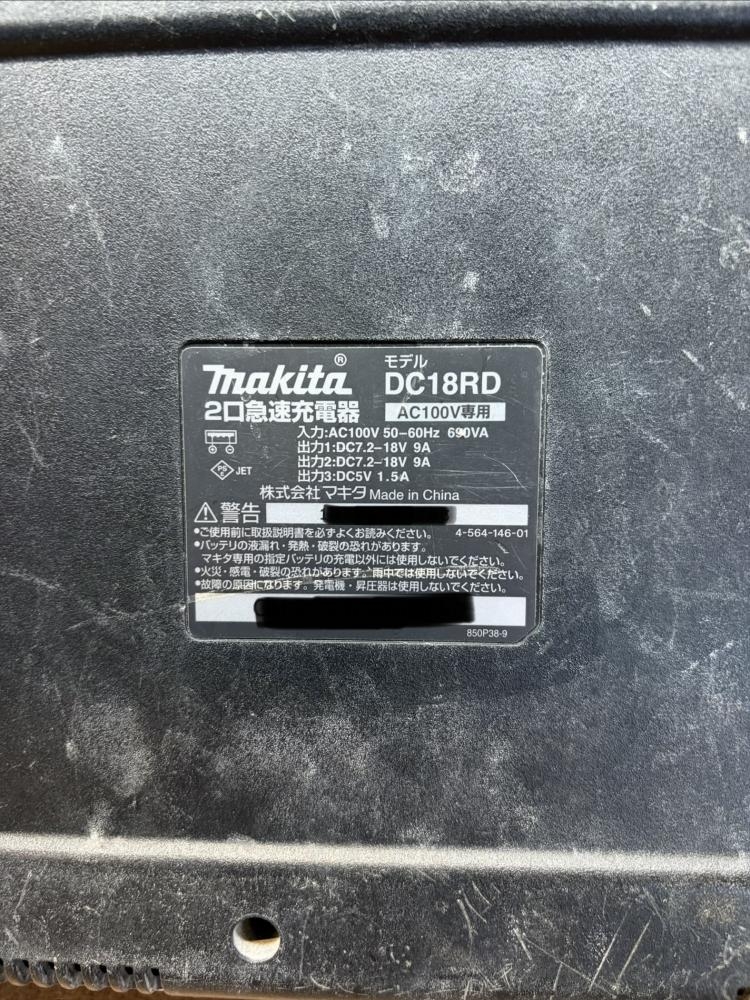 makita® モデル DC18RD
2口急速充電器 AC100V専用
入力:AC100V 50–60Hz 690VA
出力1:DC7.2–18V 9A
出力2:DC7.2–18V 9A
PS E JET
出力3:DC5V 1.5A
株式会社マキタ Made in China
警告
•ご使用前に取扱説明書を必ずよくお読みください。 4-564-146-01
•バッテリの液漏れ・発熱・破裂の恐れがあります。
マキタ専用の指定バッテリの充電以外には使用しないでください。
•火災・感電・破裂の恐れがあります。雨中では使用しないでください。
•故障の原因になります。発電機・昇圧器は使用しないでください。
850P38-9